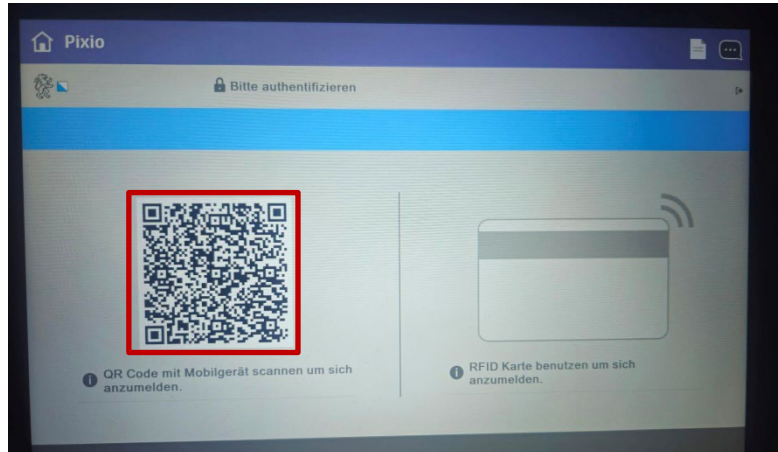 Pixio
Bitte authentifizieren
QR Code mit Mobilgerät scannen um sich
anzumelden.
RFID Karte benutzen um sich
anzumelden.